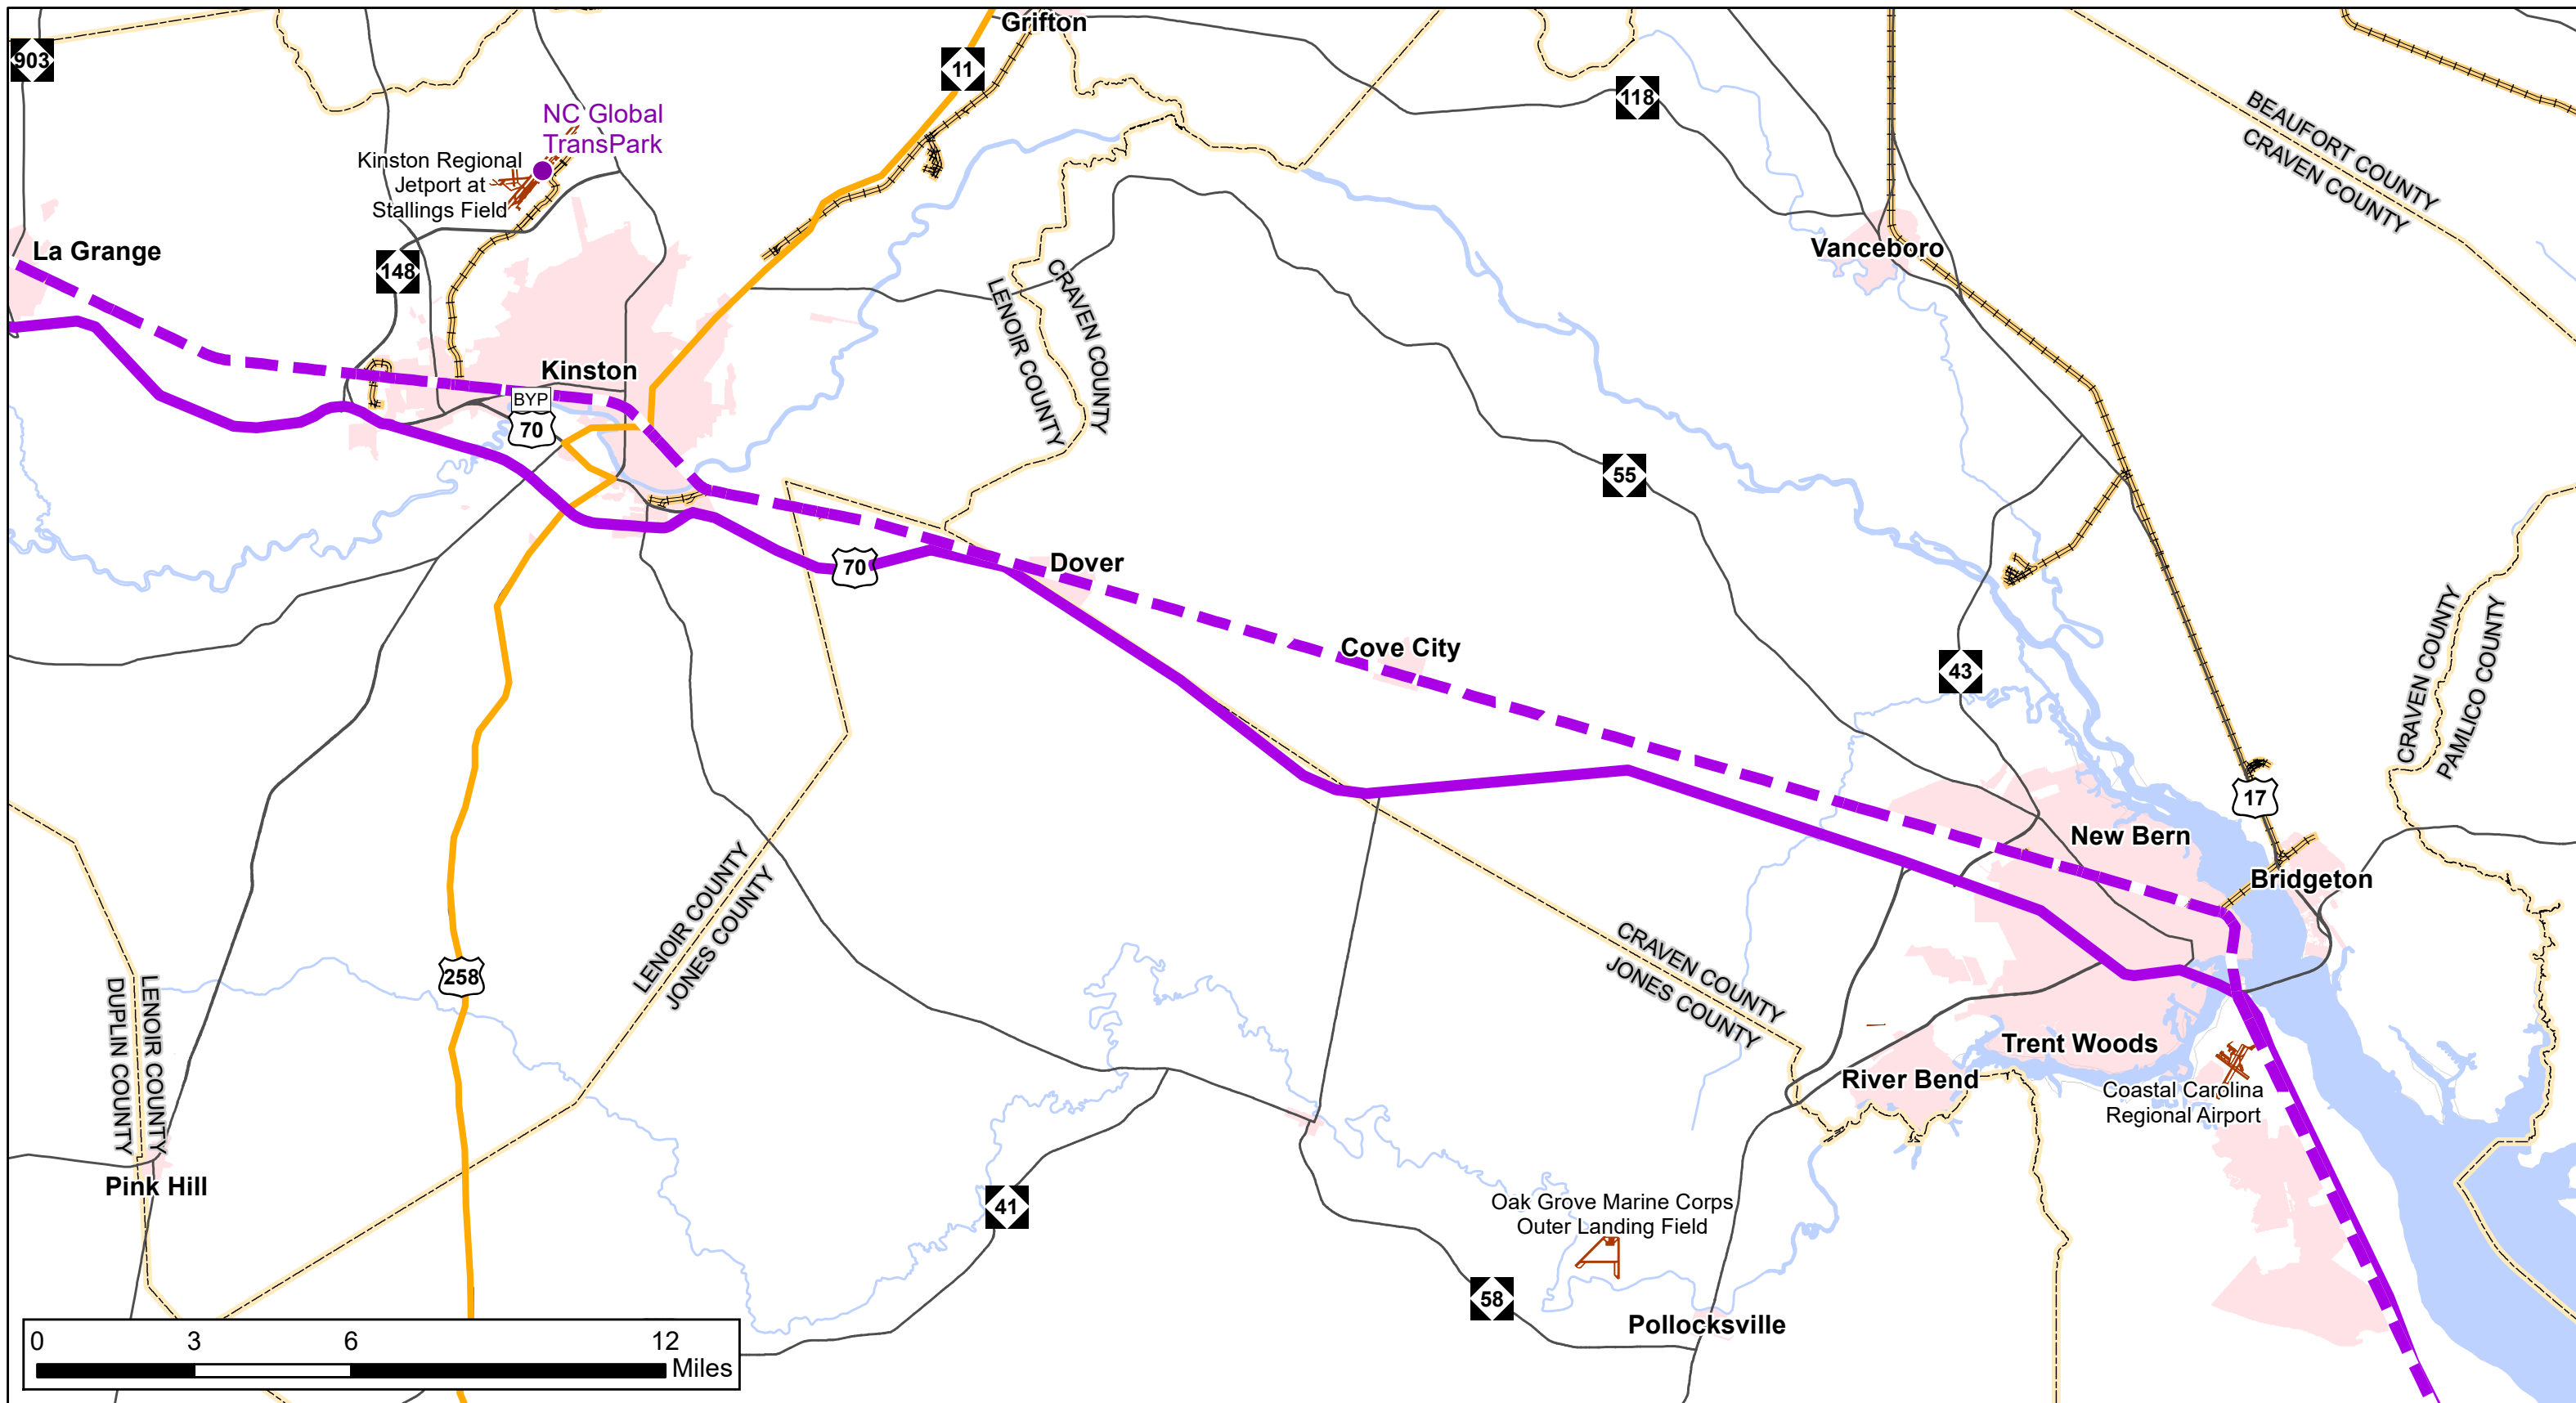 Grifton
903
11
118
NC Global
TransPark
BEAUFORT COUNTY
CRAVEN COUNTY
Kinston Regional
Jetport at
Stallings Field
La Grange
148
Vanceboro
LENOIR COUNTY
CRAVEN COUNTY
Kinston
BYP
70
55
70
Dover
Cove City
43
CRAVEN COUNTY
PAMLICO COUNTY
17
New Bern
Bridgeton
LENOIR COUNTY
JONES COUNTY
258
CRAVEN COUNTY
JONES COUNTY
DUPLIN COUNTY
LENOIR COUNTY
Trent Woods
River Bend
Coastal Carolina
Regional Airport
Pink Hill
41
Oak Grove Marine Corps
Outer Landing Field
58
Pollocksville
0 3 6 12
Miles